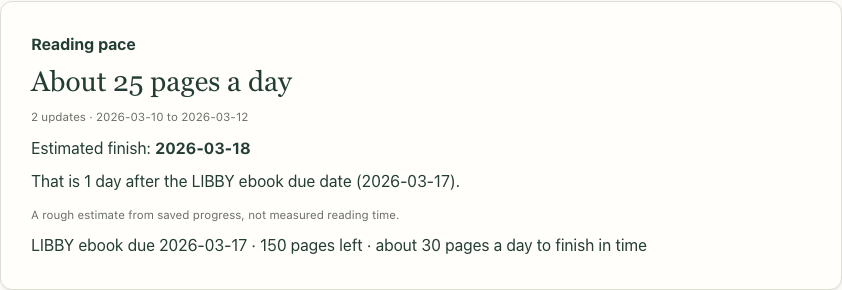 Reading pace
About 25 pages a day
2 updates · 2026-03-10 to 2026-03-12
Estimated finish: 2026-03-18
That is 1 day after the LIBBY ebook due date (2026-03-17).
A rough estimate from saved progress, not measured reading time.
LIBBY ebook due 2026-03-17 · 150 pages left · about 30 pages a day to finish in time